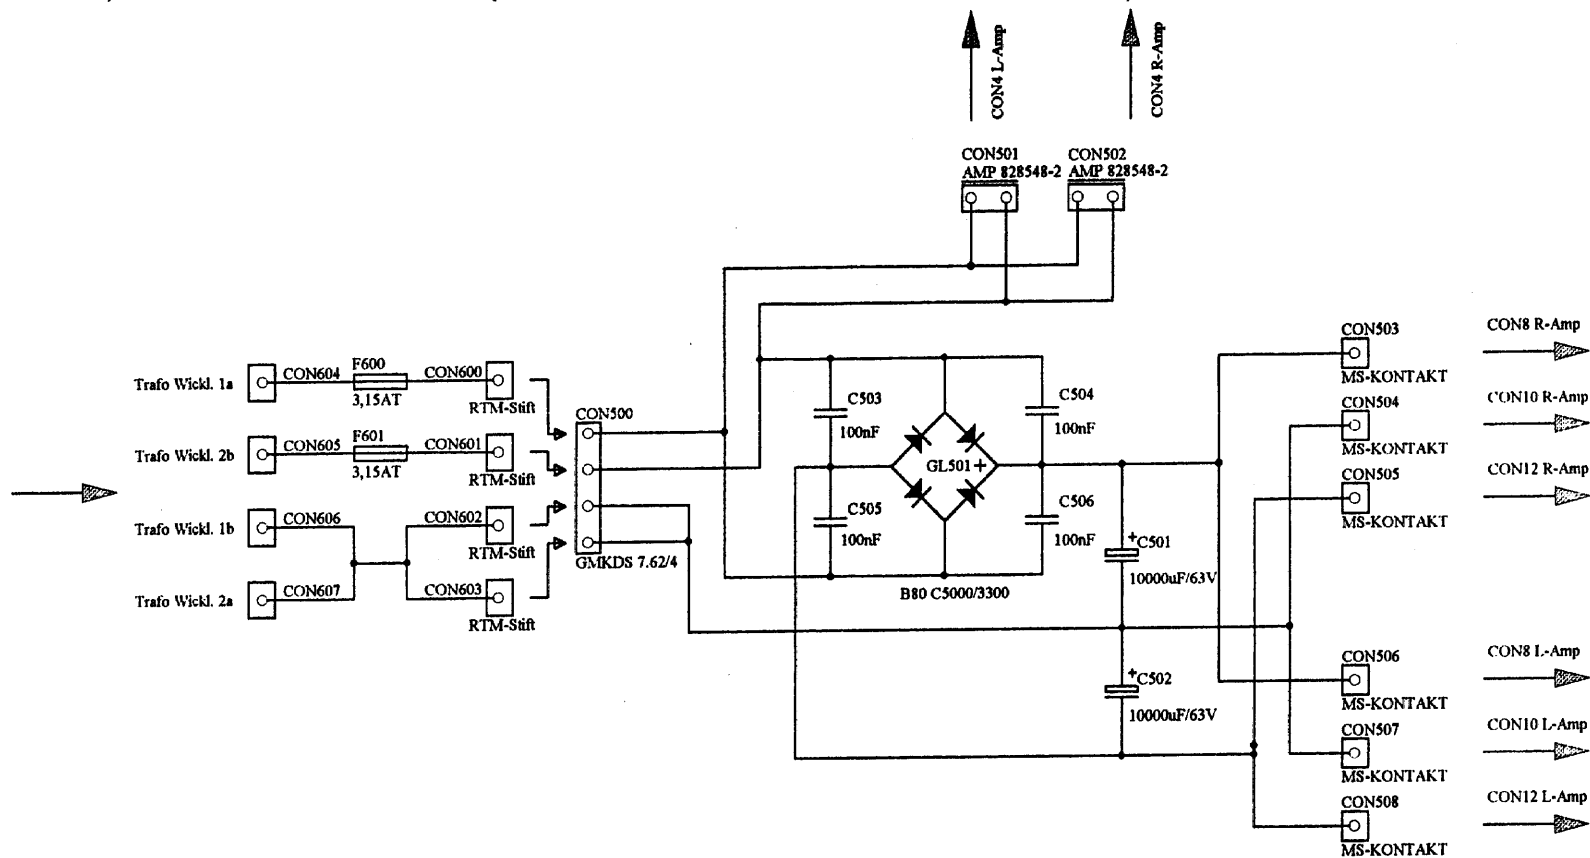 CON4 L-Amp
CON4 R-Amp
CON501
AMP 828548-2
CON502
AMP 828548-2
Trafo Wickl. 1a
CON604
F600
3,15AT
CON600
RTM-Stift
Trafo Wickl. 2b
CON605
F601
3,15AT
CON601
RTM-Stift
Trafo Wickl. 1b
CON606
CON602
RTM-Stift
Trafo Wickl. 2a
CON607
CON603
RTM-Stift
CON500
GMKDS 7.62/4
C503
100nF
C504
100nF
GL501
+
C505
100nF
C506
100nF
B80 C5000/3300
+
C501
10000uF/63V
+
C502
10000uF/63V
CON503
MS-KONTAKT
CON8 R-Amp
CON504
MS-KONTAKT
CON10 R-Amp
CON505
MS-KONTAKT
CON12 R-Amp
CON506
MS-KONTAKT
CON8 L-Amp
CON507
MS-KONTAKT
CON10 L-Amp
CON508
MS-KONTAKT
CON12 L-Amp